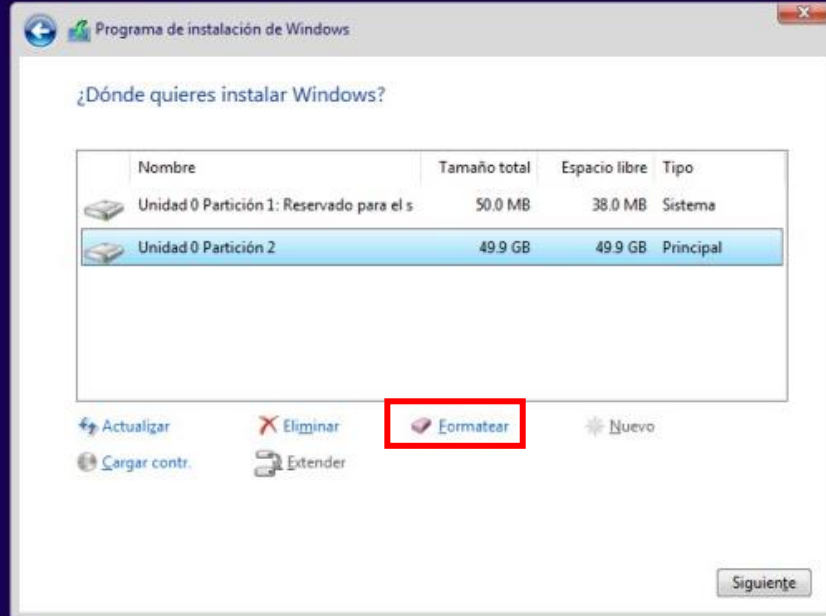 Programa de instalación de Windows
¿Dónde quieres instalar Windows?
Nombre Tamaño total Espacio libre Tipo
Unidad 0 Partición 1: Reservado para el s 50.0 MB 38.0 MB Sistema
Unidad 0 Partición 2 49.9 GB 49.9 GB Principal
Actualizar Eliminar Formatear Nuevo
Cargar contr. Extender
Siguiente